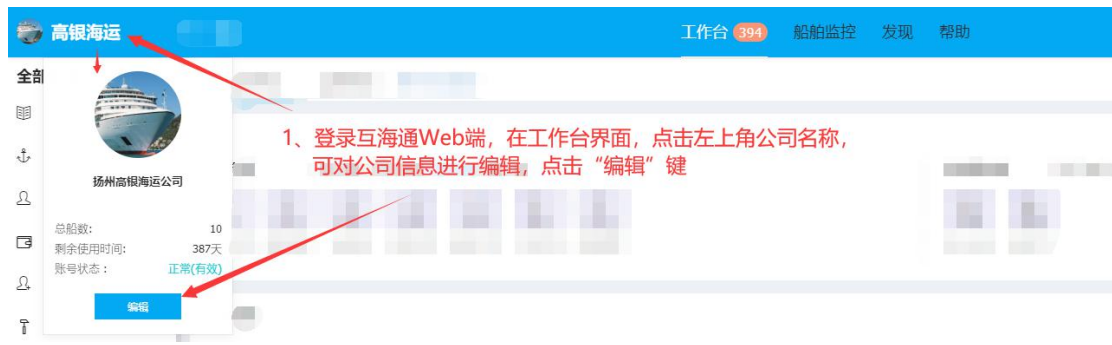 高银海运
工作台 394 船舶监控 发现 帮助
全部
扬州高银海运公司
总船数: 10
剩余使用时间: 387天
账号状态： 正常(有效)
编辑
1、登录互海通Web端，在工作台界面，点击左上角公司名称，
可对公司信息进行编辑，点击“编辑”键